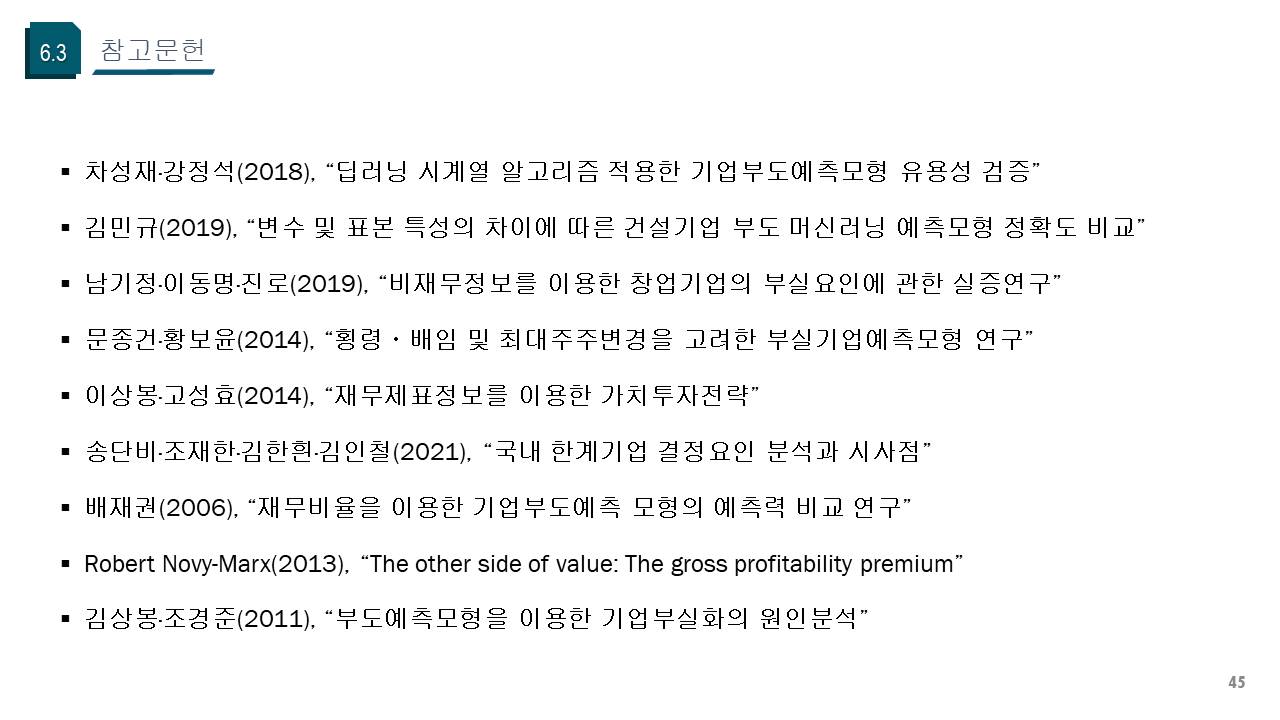 6.3 참고문헌
▪ 차성재·강정석(2018), “딥러닝 시계열 알고리즘 적용한 기업부도예측모형 유용성 검증”
▪ 김민규(2019), “변수 및 표본 특성의 차이에 따른 건설기업 부도 머신러닝 예측모형 정확도 비교”
▪ 남기정·이동명·진로(2019), “비재무정보를 이용한 창업기업의 부실요인에 관한 실증연구”
▪ 문종건·황보윤(2014), “횡령・배임 및 최대주주변경을 고려한 부실기업예측모형 연구”
▪ 이상봉·고성효(2014), “재무제표정보를 이용한 가치투자전략”
▪ 송단비·조재한·김한흰·김인철(2021), “국내 한계기업 결정요인 분석과 시사점”
▪ 배재권(2006), “재무비율을 이용한 기업부도예측 모형의 예측력 비교 연구”
▪ Robert Novy-Marx(2013), “The other side of value: The gross profitability premium”
▪ 김상봉·조경준(2011), “부도예측모형을 이용한 기업부실화의 원인분석”
45